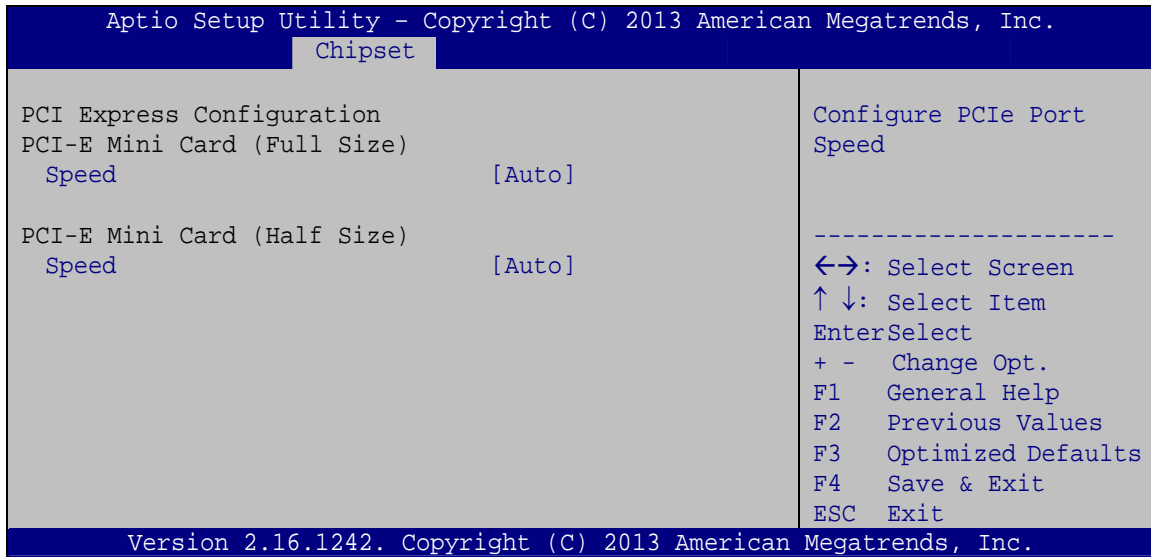 Aptio Setup Utility – Copyright (C) 2013 American Megatrends, Inc.
Chipset
PCI Express Configuration
PCI-E Mini Card (Full Size)
Speed [Auto]
PCI-E Mini Card (Half Size)
Speed [Auto]
Configure PCIe Port
Speed
---------------------
←→: Select Screen
↑ ↓: Select Item
EnterSelect
+ - Change Opt.
F1 General Help
F2 Previous Values
F3 Optimized Defaults
F4 Save & Exit
ESC Exit
Version 2.16.1242. Copyright (C) 2013 American Megatrends, Inc.